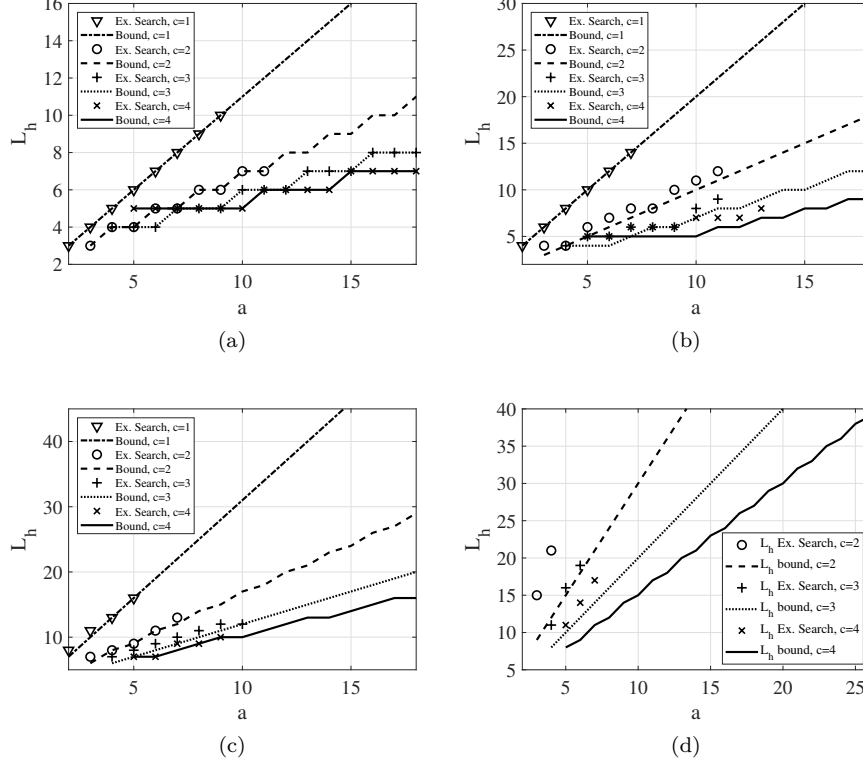 16
14
12
10
8
6
4
2
L_h
5
10
15
a
Ex. Search, c=1
Bound, c=1
Ex. Search, c=2
Bound, c=2
Ex. Search, c=3
Bound, c=3
Ex. Search, c=4
Bound, c=4
(a)
30
25
20
15
10
5
L_h
5
10
15
a
Ex. Search, c=1
Bound, c=1
Ex. Search, c=2
Bound, c=2
Ex. Search, c=3
Bound, c=3
Ex. Search, c=4
Bound, c=4
(b)
40
30
20
10
L_h
5
10
15
a
Ex. Search, c=1
Bound, c=1
Ex. Search, c=2
Bound, c=2
Ex. Search, c=3
Bound, c=3
Ex. Search, c=4
Bound, c=4
(c)
40
35
30
25
20
15
10
5
L_h
5
10
15
20
25
a
L_h Ex. Search, c=2
L_h bound, c=2
L_h Ex. Search, c=3
L_h bound, c=3
L_h Ex. Search, c=4
L_h bound, c=4
(d)